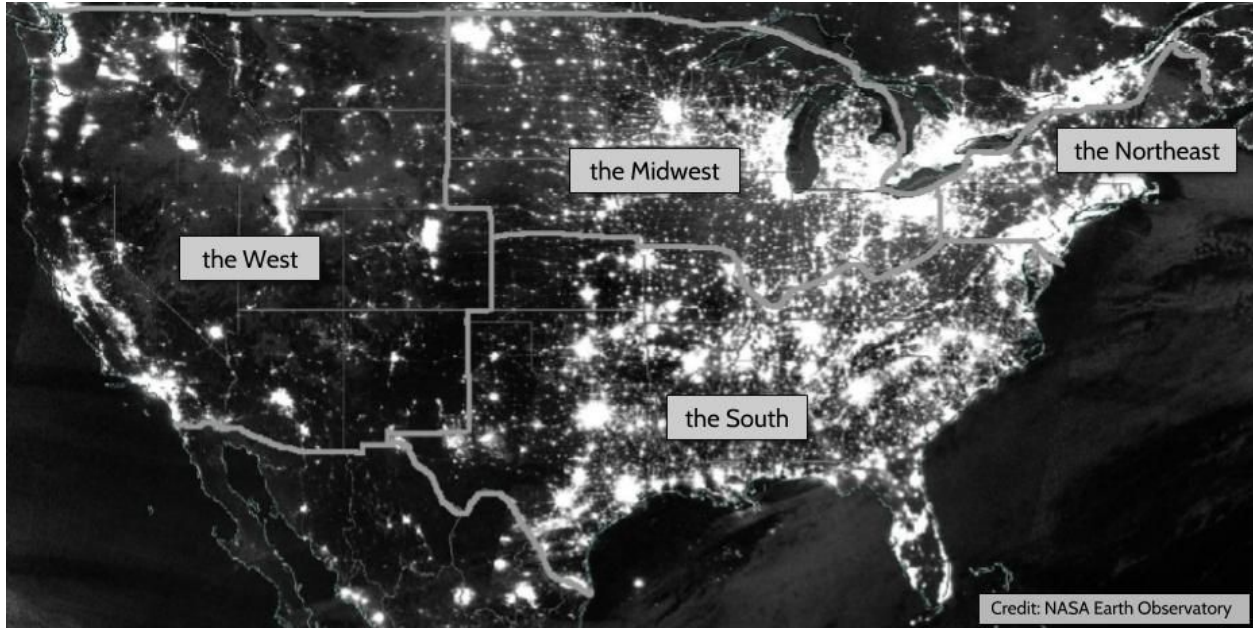 the Northeast
the Midwest
the West
the South
Credit: NASA Earth Observatory